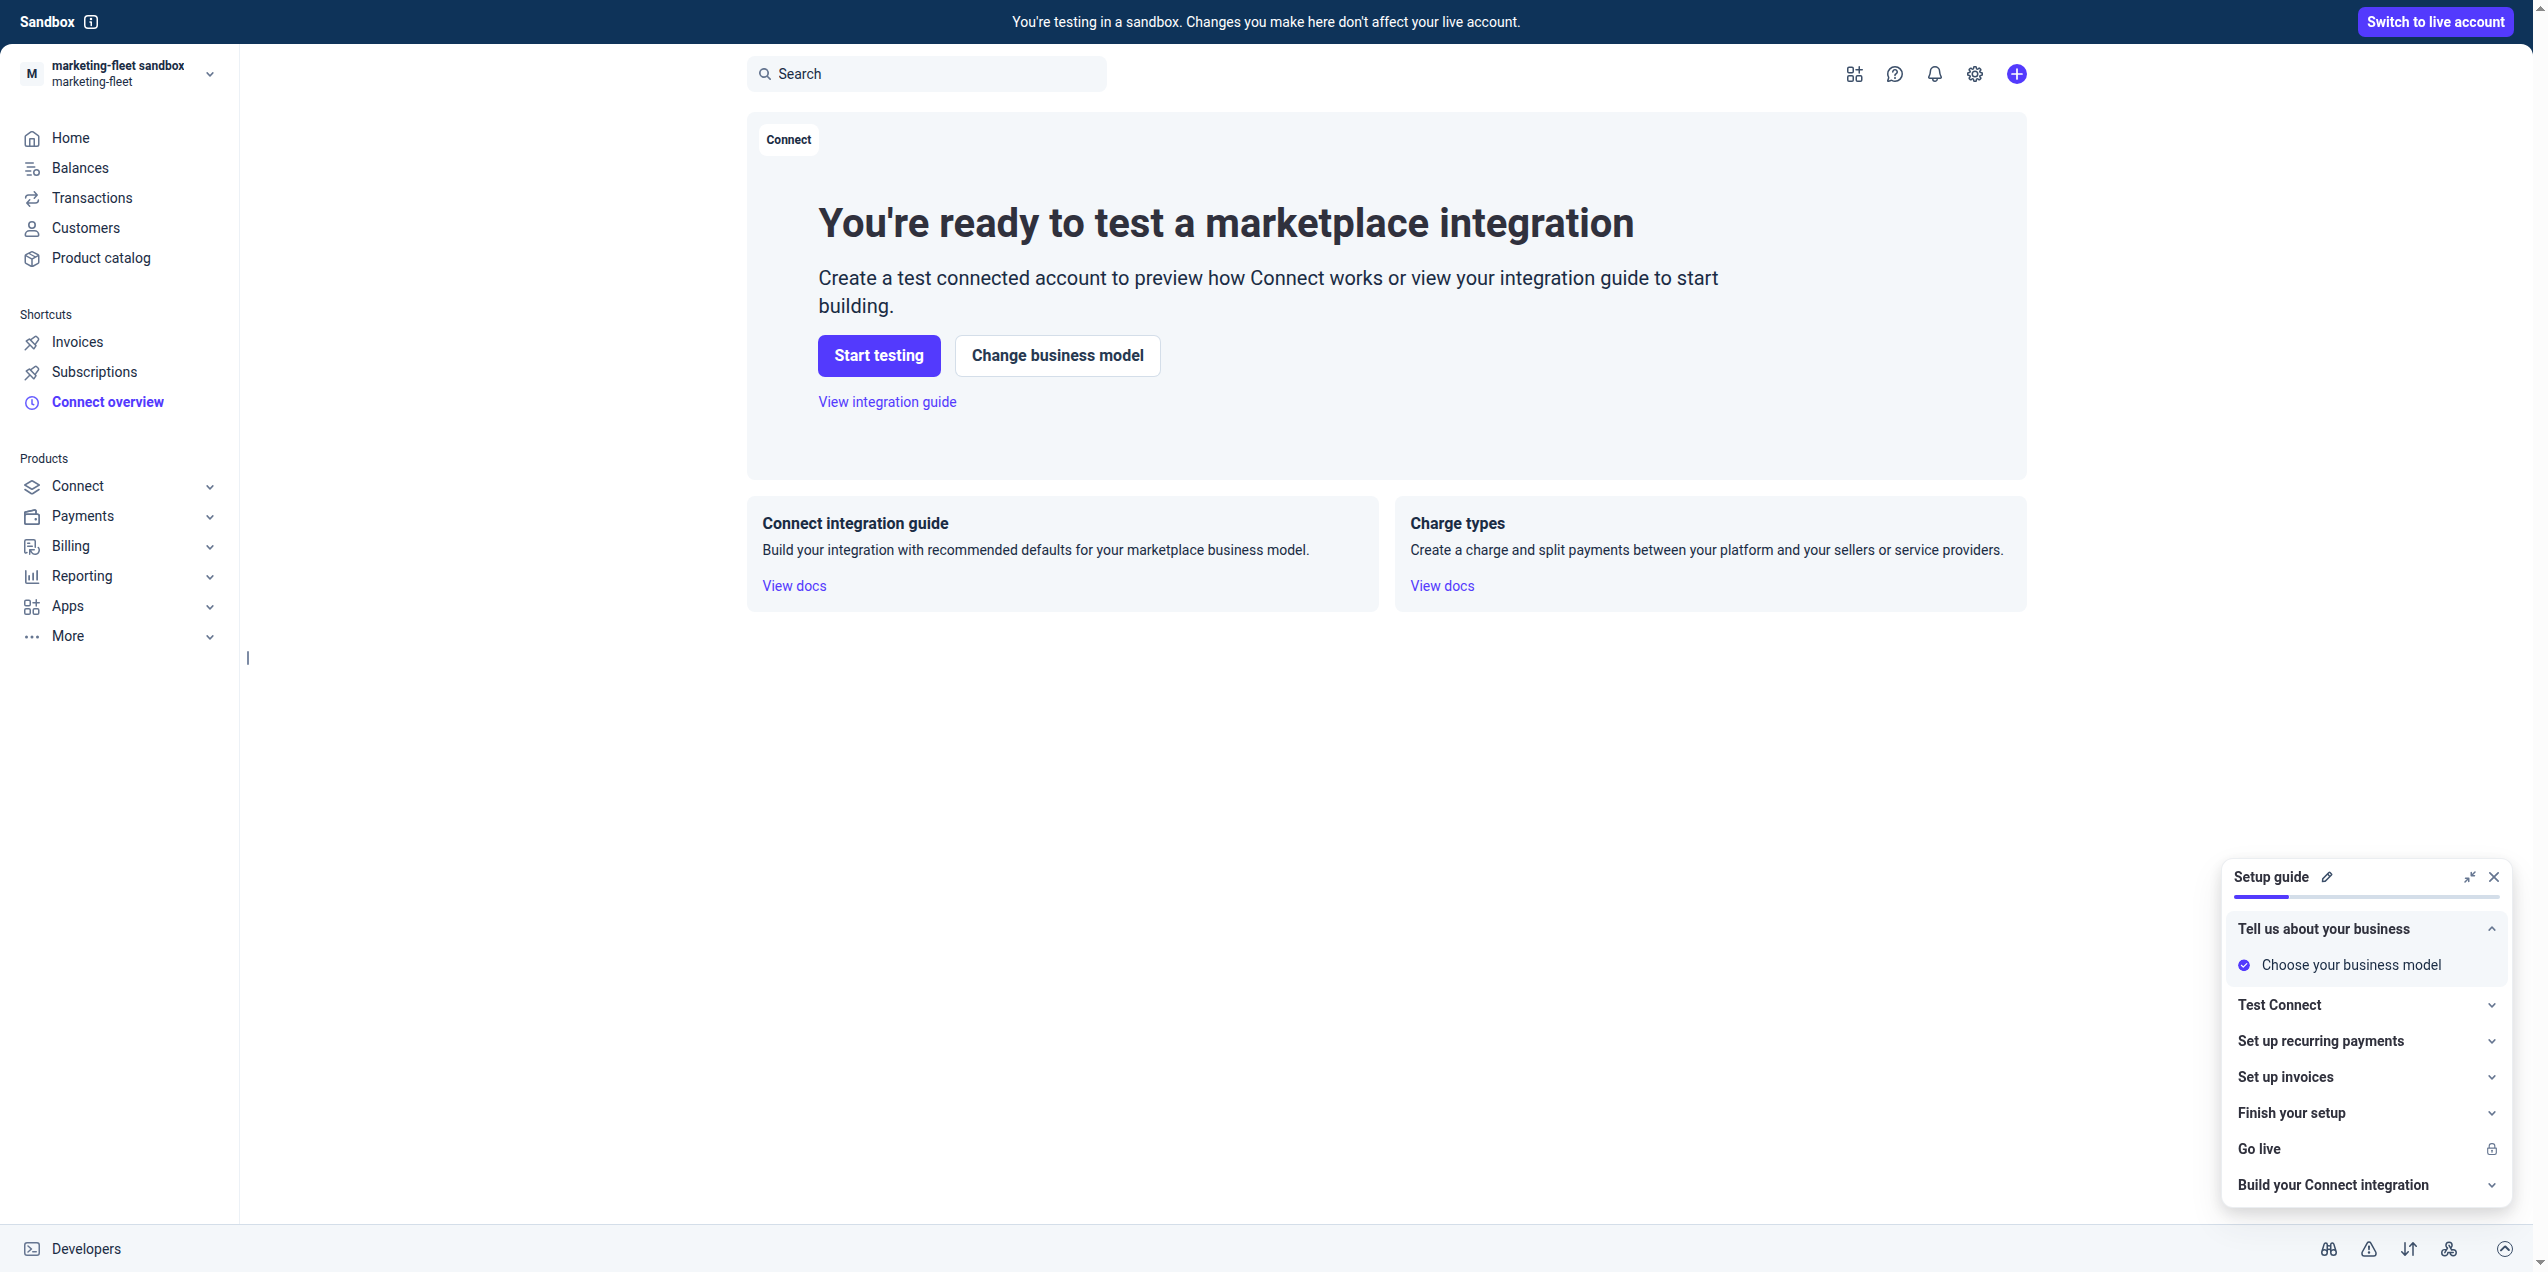 Sandbox
You're testing in a sandbox. Changes you make here don't affect your live account.
Switch to live account
M
marketing-fleet sandbox
marketing-fleet
Search
Home
Balances
Transactions
Customers
Product catalog
Shortcuts
Invoices
Subscriptions
Connect overview
Products
Connect
Payments
Billing
Reporting
Apps
More
Connect
You're ready to test a marketplace integration
Create a test connected account to preview how Connect works or view your integration guide to start
building.
Start testing
Change business model
View integration guide
Connect integration guide
Build your integration with recommended defaults for your marketplace business model.
View docs
Charge types
Create a charge and split payments between your platform and your sellers or service providers.
View docs
Setup guide
Tell us about your business
Choose your business model
Test Connect
Set up recurring payments
Set up invoices
Finish your setup
Go live
Build your Connect integration
Developers